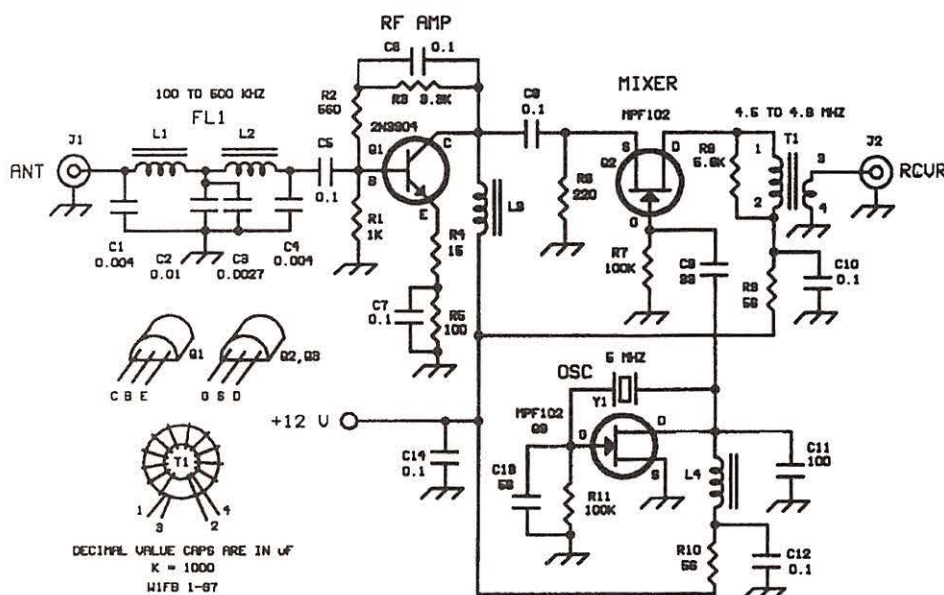 RF AMP
C6
0.1
R3 3.3K
R2
560
100 TO 500 KHZ
FL1
L1
L2
C5
0.1
2N3904
Q1
B
C
E
C9
0.1
MIXER
MPF102
S
D
Q2
G
4.5 TO 4.9 MHZ
T1
R8
5.6K
1
2
3
4
J2
RCVR
J1
ANT
C1
0.004
C2
0.01
C3
0.0027
C4
0.004
R1
1K
L3
R4
15
R6
220
R7
100K
C8
33
R9
56
C10
0.1
C7
0.1
R5
100
Q1
C B E
Q2,Q3
G S D
+12 V
C14
0.1
OSC
5 MHZ
Y1
MPF102
Q3
G
D
S
C13
56
R11
100K
L4
C11
100
R10
56
C12
0.1
T1
1
3
2
4
DECIMAL VALUE CAPS ARE IN uF
K = 1000
W1FB 1-87